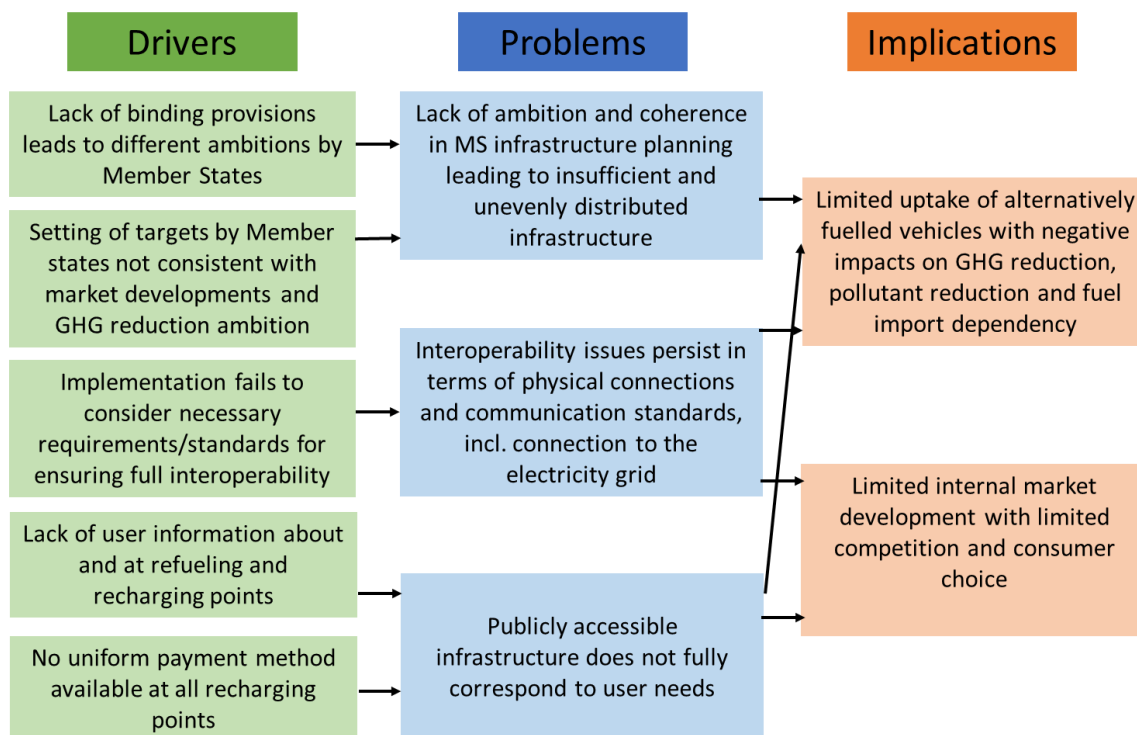 Drivers
Problems
Implications
Lack of binding provisions
leads to different ambitions by
Member States
Setting of targets by Member
states not consistent with
market developments and
GHG reduction ambition
Implementation fails to
consider necessary
requirements/standards for
ensuring full interoperability
Lack of user information about
and at refueling and
recharging points
No uniform payment method
available at all recharging
points
Lack of ambition and coherence
in MS infrastructure planning
leading to insufficient and
unevenly distributed
infrastructure
Interoperability issues persist in
terms of physical connections
and communication standards,
incl. connection to the
electricity grid
Publicly accessible
infrastructure does not fully
correspond to user needs
Limited uptake of alternatively
fuelled vehicles with negative
impacts on GHG reduction,
pollutant reduction and fuel
import dependency
Limited internal market
development with limited
competition and consumer
choice